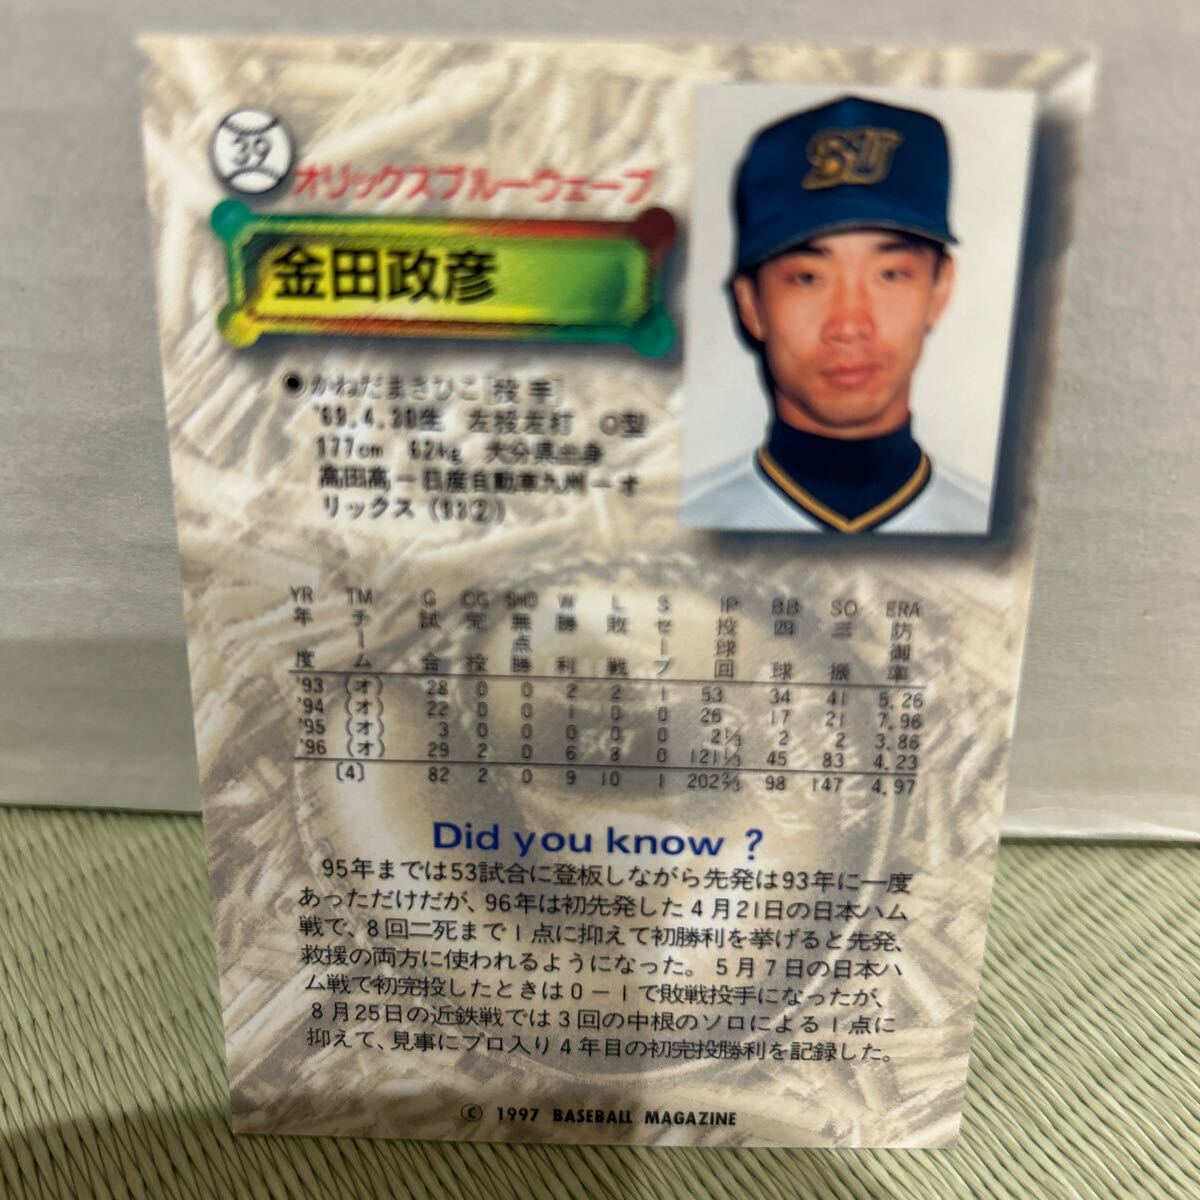 39
オリックスブルーウェーブ
金田政彦
SU
●かねだまさひこ[投手]
'69.4.30生 左投左打 O型
177cm 62kg 大分県出身
高田高ー日産自動車九州ーオ
リックス(93②)
YR TM G CG SHO W L S IP BB SO ERA
年度 チーム 試合 完投 無点勝 勝利 敗戦 セーブ 投球回 四球 三振 防御率
'93 (オ) 28 0 0 2 2 1 53 34 41 5.26
'94 (オ) 22 0 0 1 0 0 26 17 21 7.96
'95 (オ) 3 0 0 0 0 0 2⅓ 2 2 3.86
'96 (オ) 29 2 0 6 8 0 121⅓ 45 83 4.23
〔4〕 82 2 0 9 10 1 202⅔ 98 147 4.97
Did you know ?
95年までは53試合に登板しながら先発は93年に一度
あっただけだが、96年は初先発した4月21日の日本ハム
戦で、8回二死まで1点に抑えて初勝利を挙げると先発、
救援の両方に使われるようになった。5月7日の日本ハ
ム戦で初完投したときは0−1で敗戦投手になったが、
8月25日の近鉄戦では3回の中根のソロによる1点に
抑えて、見事にプロ入り4年目の初完投勝利を記録した。
© 1997 BASEBALL MAGAZINE